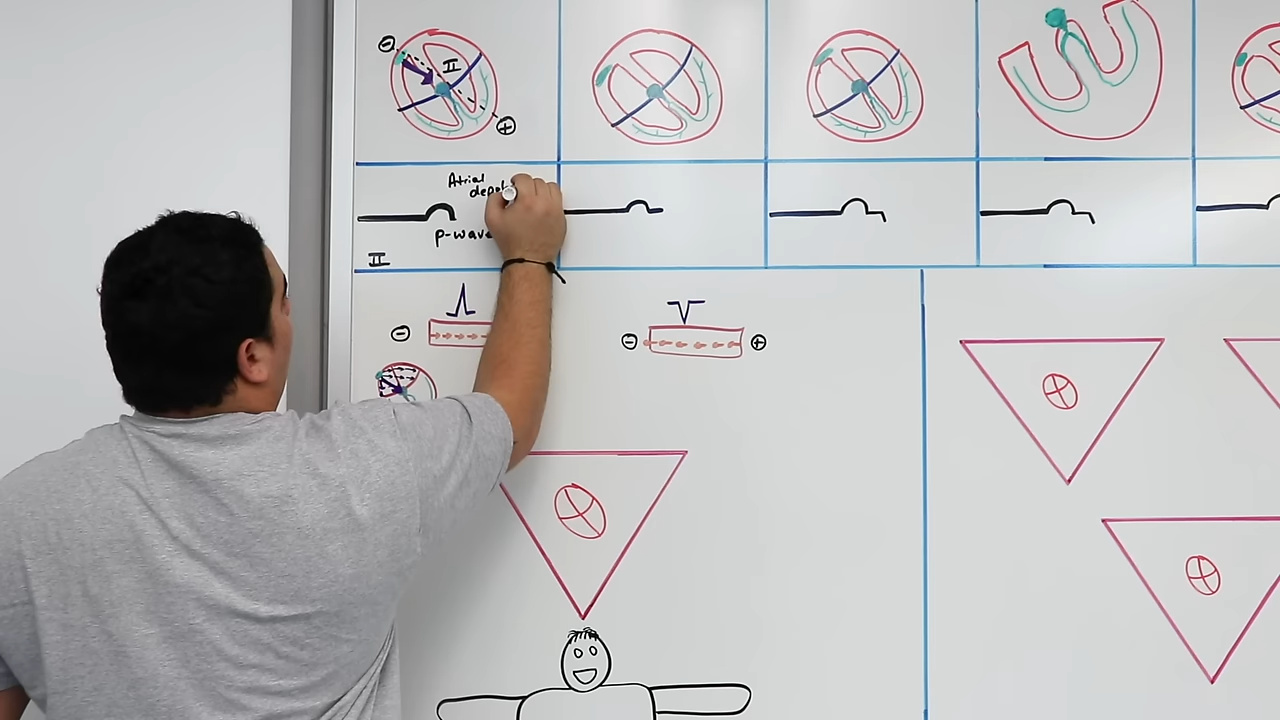 ⊖
II
⊕
Atrial
p-wave
II
⊖
⊖ ⊕